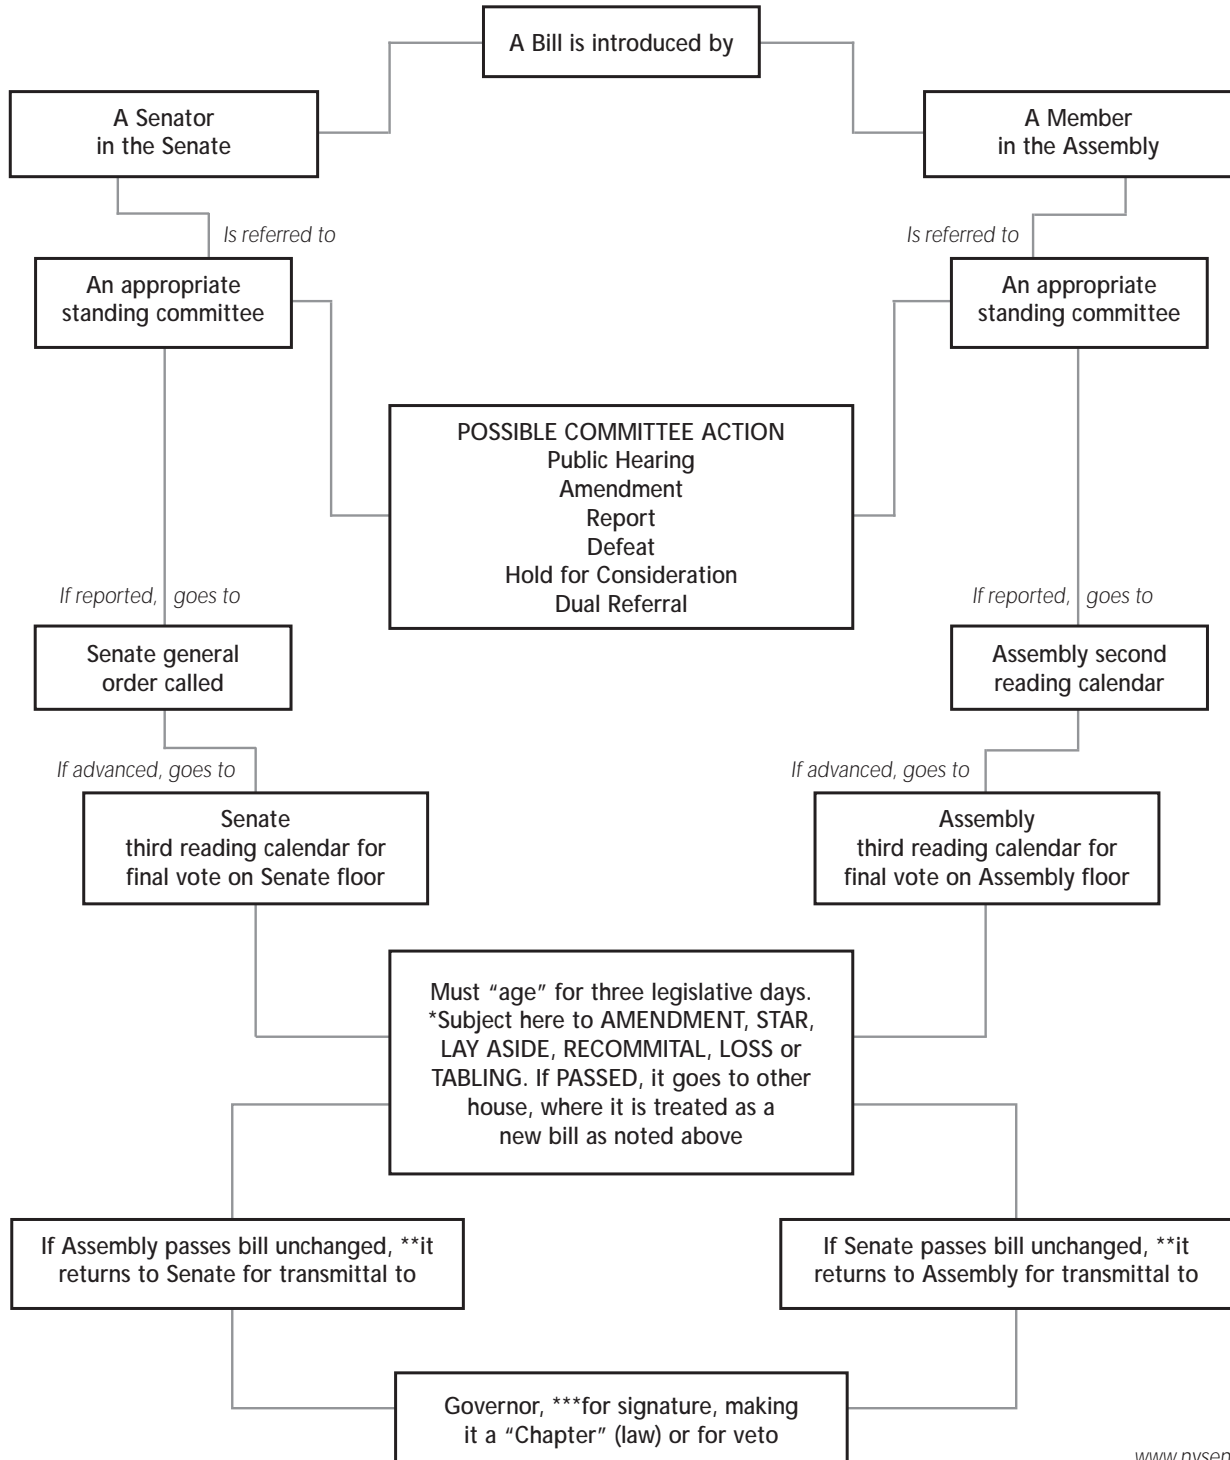 A Bill is introduced by
A Senator
in the Senate
A Member
in the Assembly
Is referred to
Is referred to
An appropriate
standing committee
An appropriate
standing committee
POSSIBLE COMMITTEE ACTION
Public Hearing
Amendment
Report
Defeat
Hold for Consideration
Dual Referral
If reported, goes to
If reported, goes to
Senate general
order called
Assembly second
reading calendar
If advanced, goes to
If advanced, goes to
Senate
third reading calendar for
final vote on Senate floor
Assembly
third reading calendar for
final vote on Assembly floor
Must “age” for three legislative days.
*Subject here to AMENDMENT, STAR,
LAY ASIDE, RECOMMITAL, LOSS or
TABLING. If PASSED, it goes to other
house, where it is treated as a
new bill as noted above
If Assembly passes bill unchanged, **it
returns to Senate for transmittal to
If Senate passes bill unchanged, **it
returns to Assembly for transmittal to
Governor, ***for signature, making
it a “Chapter” (law) or for veto